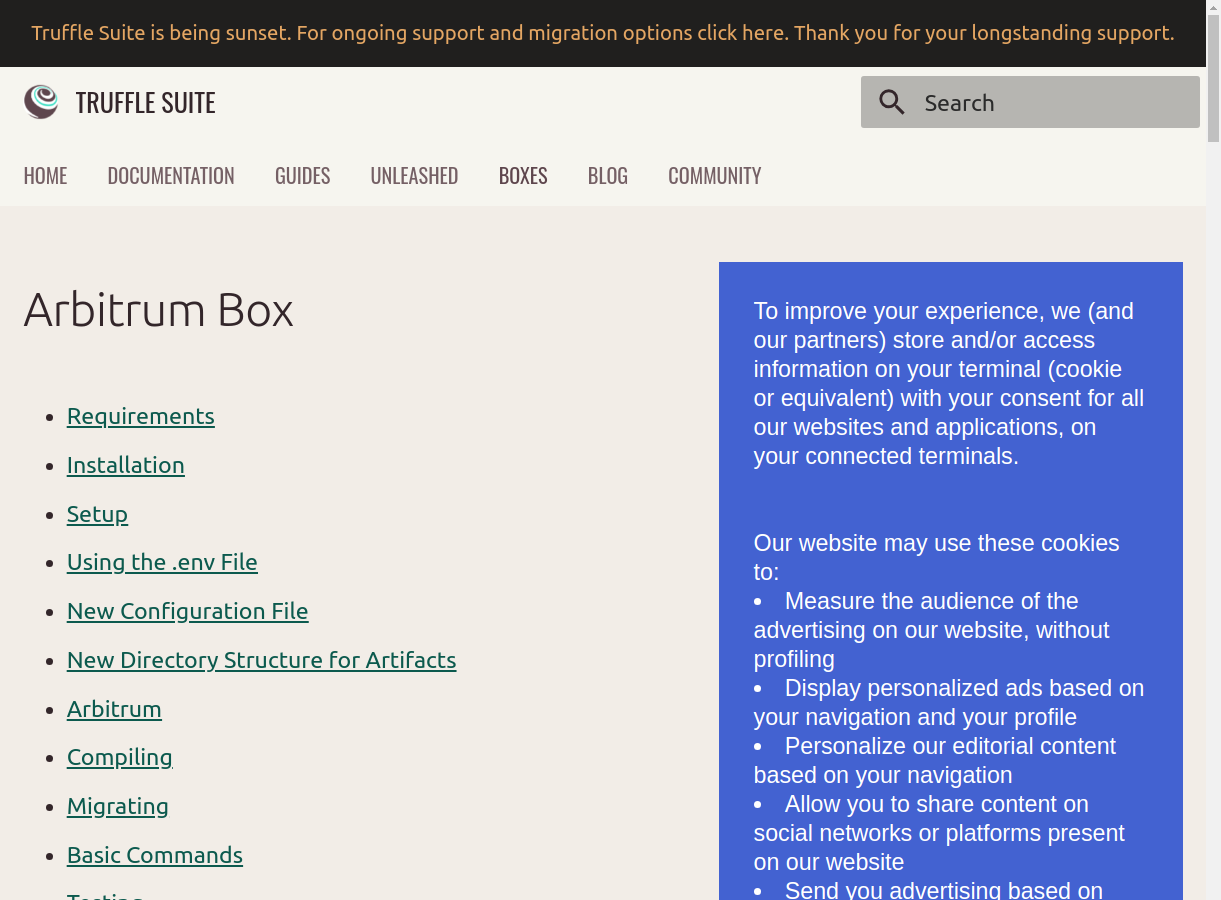 Truffle Suite is being sunset. For ongoing support and migration options click here. Thank you for your longstanding support.
TRUFFLE SUITE
Search
HOME
DOCUMENTATION
GUIDES
UNLEASHED
BOXES
BLOG
COMMUNITY
Arbitrum Box
• Requirements
• Installation
• Setup
• Using the .env File
• New Configuration File
• New Directory Structure for Artifacts
• Arbitrum
• Compiling
• Migrating
• Basic Commands
• Testing
To improve your experience, we (and
our partners) store and/or access
information on your terminal (cookie
or equivalent) with your consent for all
our websites and applications, on
your connected terminals.
Our website may use these cookies
to:
• Measure the audience of the
advertising on our website, without
profiling
• Display personalized ads based on
your navigation and your profile
• Personalize our editorial content
based on your navigation
• Allow you to share content on
social networks or platforms present
on our website
• Send you advertising based on